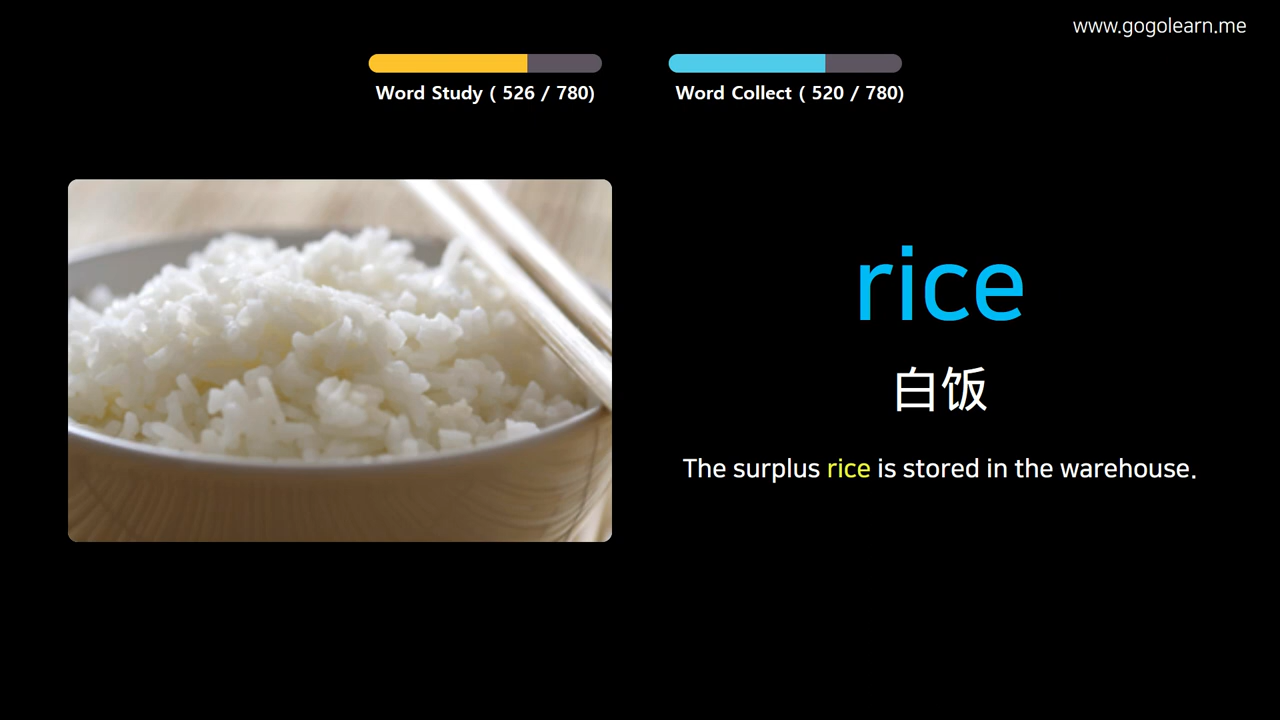 www.gogolearn.me
Word Study ( 526 / 780)
Word Collect ( 520 / 780)
rice
白饭
The surplus rice is stored in the warehouse.